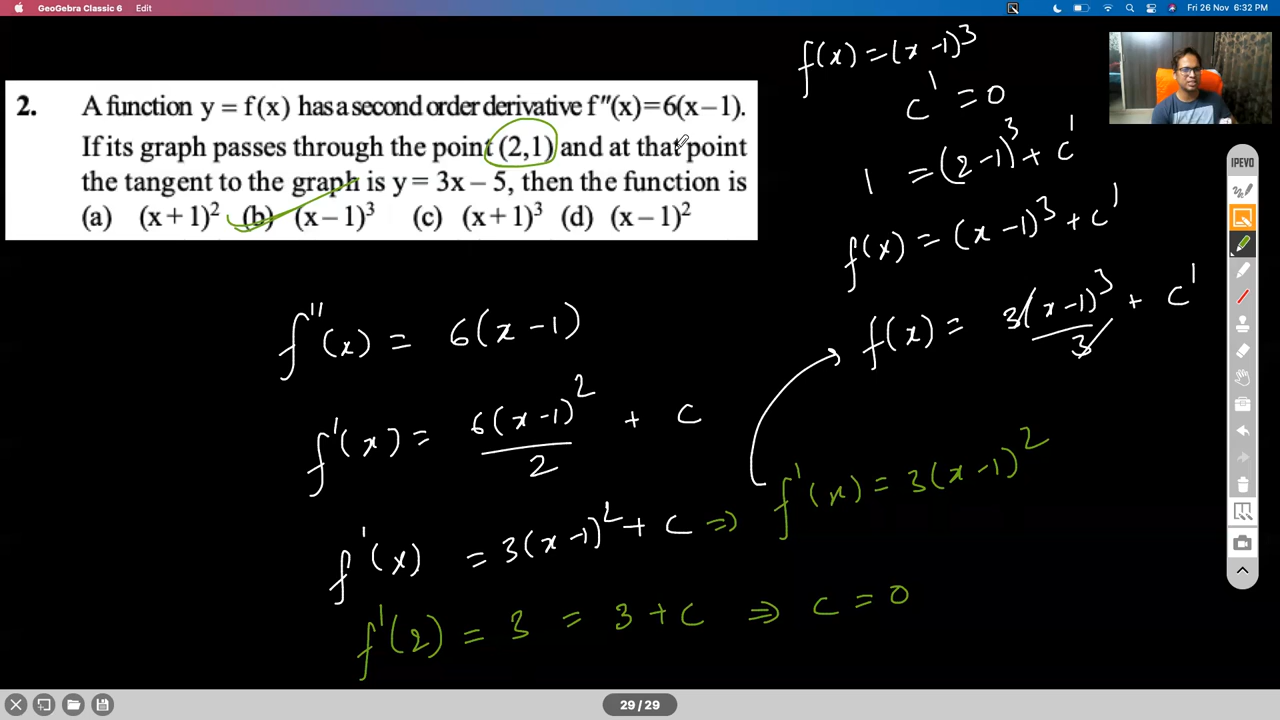 GeoGebra Classic 6 Edit Fri 26 Nov 6:32 PM
2. A function y = f(x) has a second order derivative f″(x)=6(x−1).
If its graph passes through the point (2,1) and at that point
the tangent to the graph is y = 3x − 5, then the function is
(a) (x+1)² (b) (x−1)³ (c) (x+1)³ (d) (x−1)²
f(x) = (x-1)³
c' = 0
1 = (2-1)³ + c'
f(x) = (x-1)³ + c'
f(x) = 3(x-1)³/3 + c'
f''(x) = 6(x-1)
f'(x) = 6(x-1)²/2 + c
f'(x) = 3(x-1)² + c ⇒ f'(x) = 3(x-1)²
f'(2) = 3 = 3 + c ⇒ c = 0
IPEVO
29 / 29